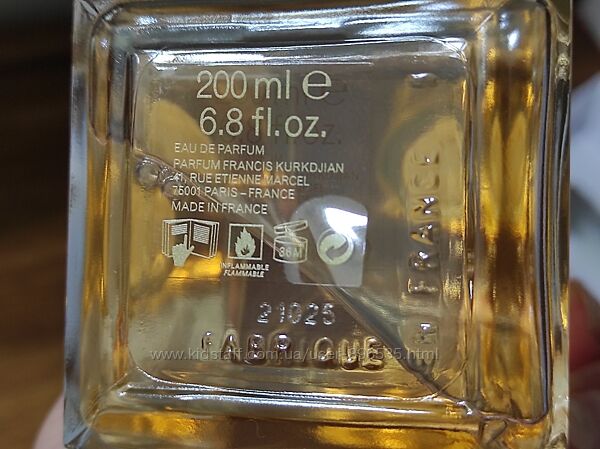 200 ml e
6.8 fl.oz.
EAU DE PARFUM
PARFUM FRANCIS KURKDJIAN
41, RUE ETIENNE MARCEL
75001 PARIS – FRANCE
MADE IN FRANCE
36M
INFLAMMABLE
FLAMMABLE
21025
FABRIQUE
EN FRANCE